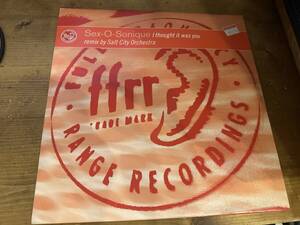 Sex-O-Sonique I thought it was you
remix by Salt City Orchestra
ffrr
TRADE MARK
RANGE RECORDINGS